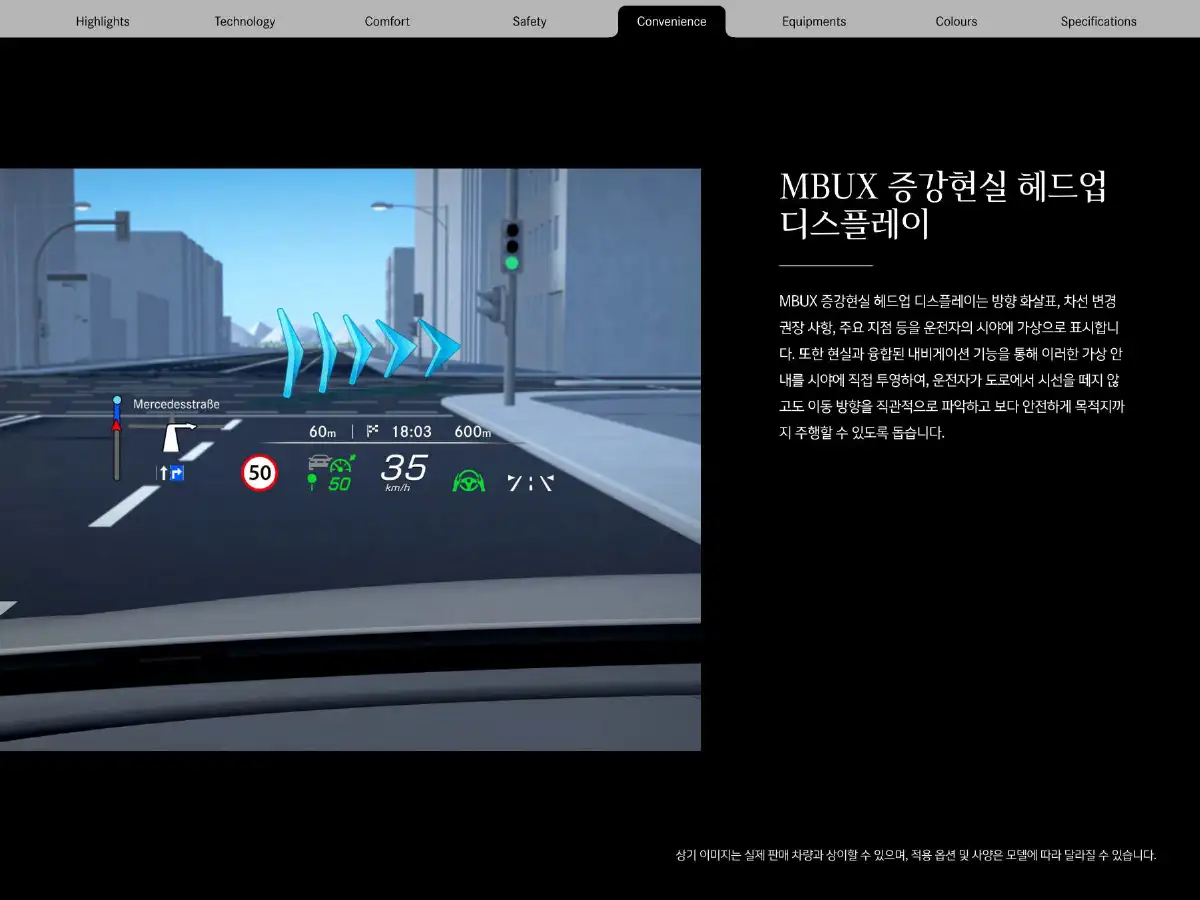 Highlights
Technology
Comfort
Safety
Convenience
Equipments
Colours
Specifications
MBUX 증강현실 헤드업
디스플레이
MBUX 증강현실 헤드업 디스플레이는 방향 화살표, 차선 변경
권장 사항, 주요 지점 등을 운전자의 시야에 가상으로 표시합니
다. 또한 현실과 융합된 내비게이션 기능을 통해 이러한 가상 안
내를 시야에 직접 투영하여, 운전자가 도로에서 시선을 떼지 않
고도 이동 방향을 직관적으로 파악하고 보다 안전하게 목적지까
지 주행할 수 있도록 돕습니다.
Mercedesstraße
60m 18:03 600m
50
50
35
km/h
상기 이미지는 실제 판매 차량과 상이할 수 있으며, 적용 옵션 및 사양은 모델에 따라 달라질 수 있습니다.